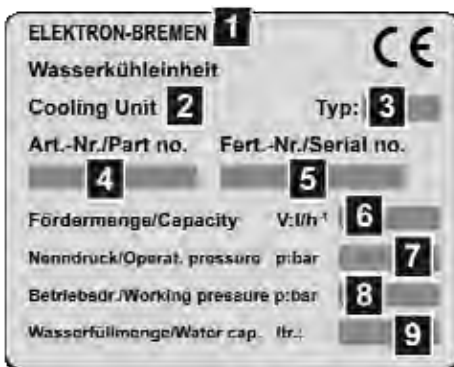 ELEKTRON-BREMEN 1 CE
Wasserkühleinheit
Cooling Unit 2 Typ: 3
Art.-Nr./Part no. Fert.-Nr./Serial no.
4 5
Fördermenge/Capacity V:l/h⁻¹ 6
Nenndruck/Operat. pressure p:bar 7
Betriebsdr./Working pressure p:bar 8
Wasserfüllmenge/Water cap. ltr.: 9